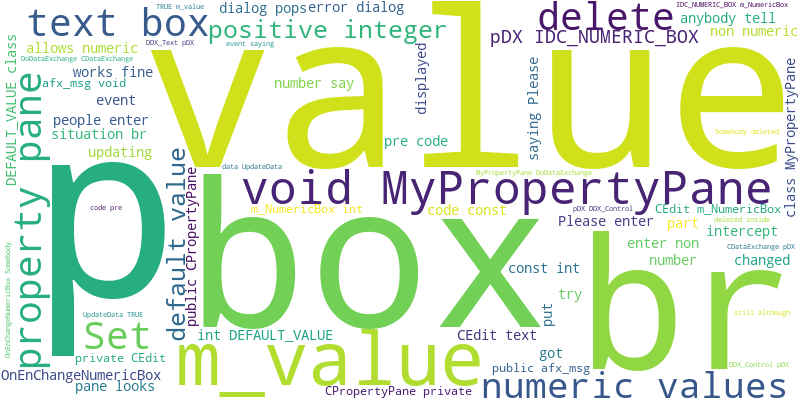 TRUE m_value
dialog pops
error dialog
IDC_NUMERIC_BOX m_NumericBox
text box
positive integer
delete
anybody tell
DDX_Text pDX
event saying
pDX IDC_NUMERIC_BOX
non numeric
allows numeric
DoDataExchange CDataExchange
works fine
afx_msg void
event
number say
displayed
saying Please
value
people enter
situation br
updating
pre code
Somebody deleted
DEFAULT_VALUE class
property pane
p
default value
public CPropertyPane
data UpdateData
MyPropertyPane DoDataExchange
void MyPropertyPane
class MyPropertyPane
code pre
m_NumericBox int
code const
pDX DDX_Control
CEdit m_NumericBox
Please enter
part
deleted inside
box
br
intercept
enter non
CDataExchange pDX
number
changed
const int
try
OnEnChangeNumericBox Somebody
UpdateData TRUE
put
still although
Set
int DEFAULT_VALUE
CEdit text
private CEdit
m_value
got
public afx_msg
DDX_Control pDX
OnEnChangeNumericBox
pane looks
CPropertyPane private
numeric values